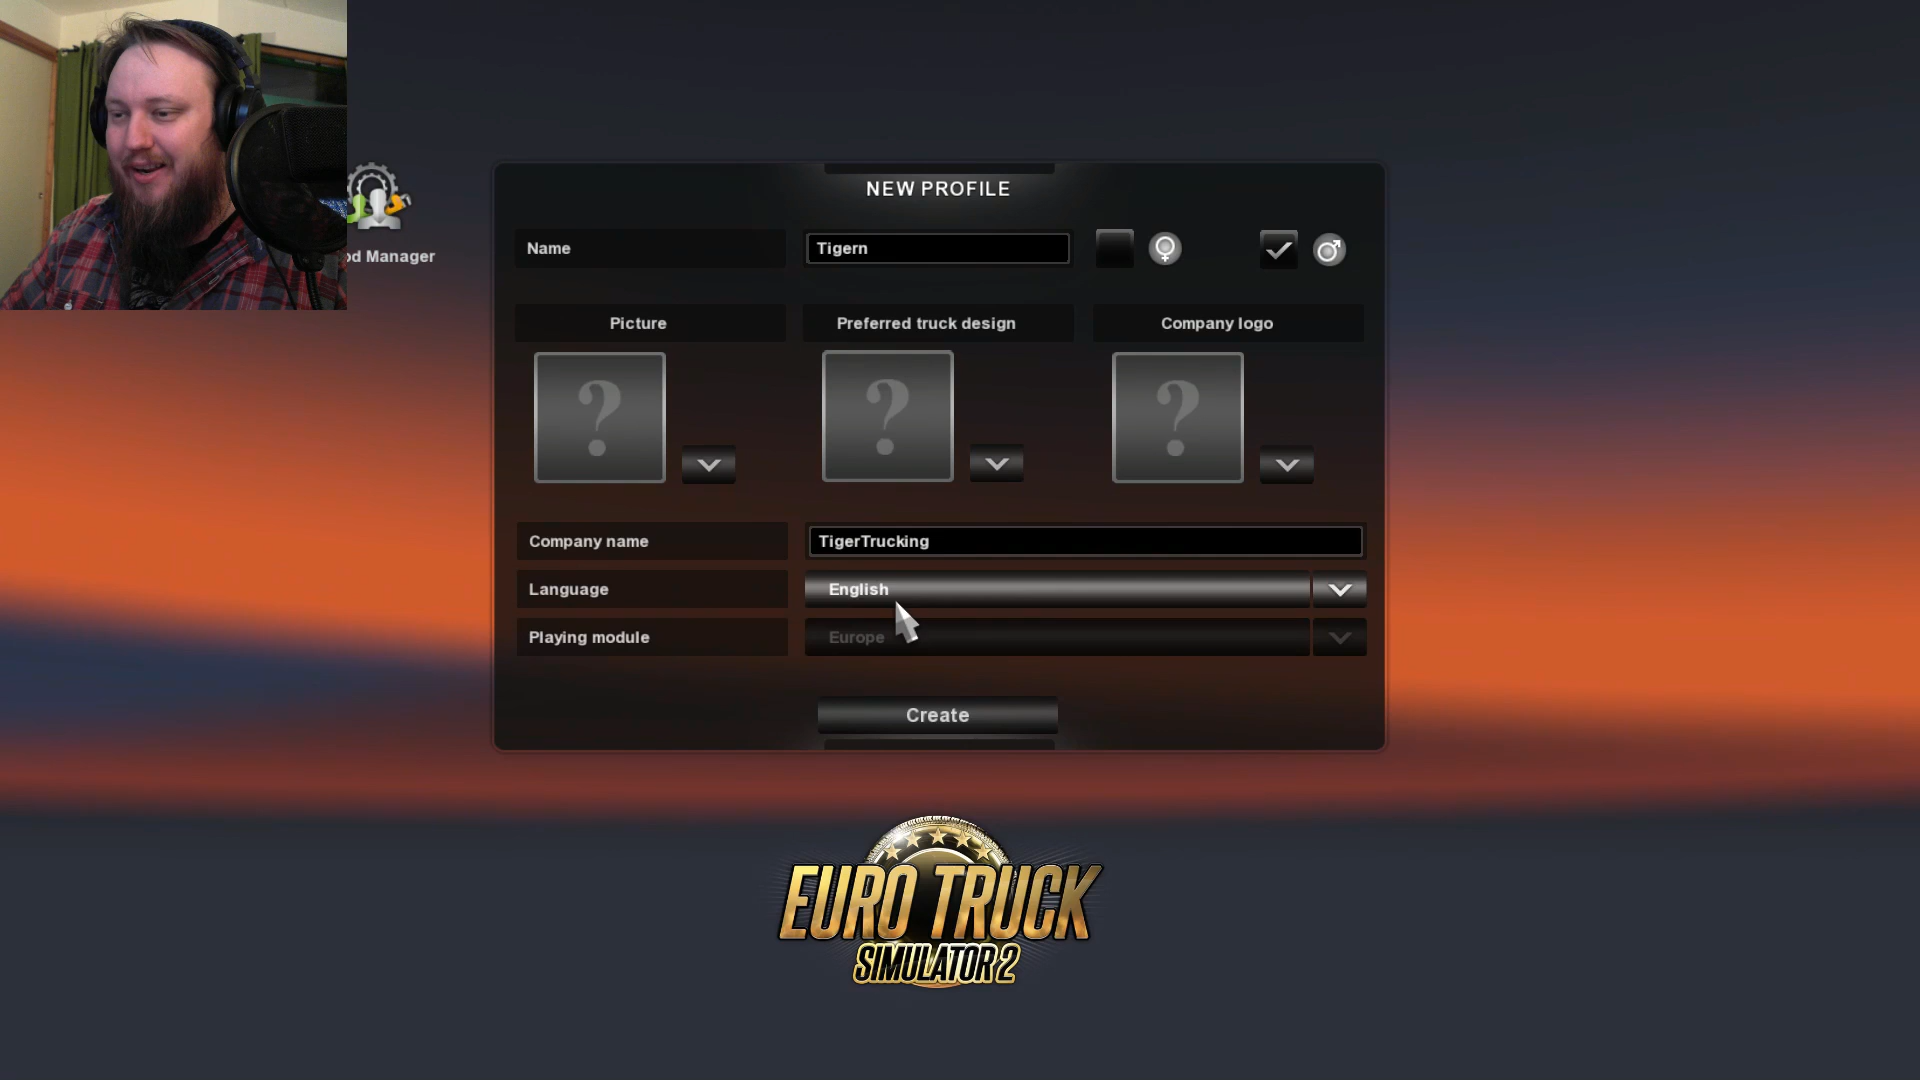 NEW PROFILE
Name
Tigern
od Manager
Picture
Preferred truck design
Company logo
?
?
?
Company name
TigerTrucking
Language
English
Playing module
Europe
Create
EURO TRUCK
SIMULATOR 2